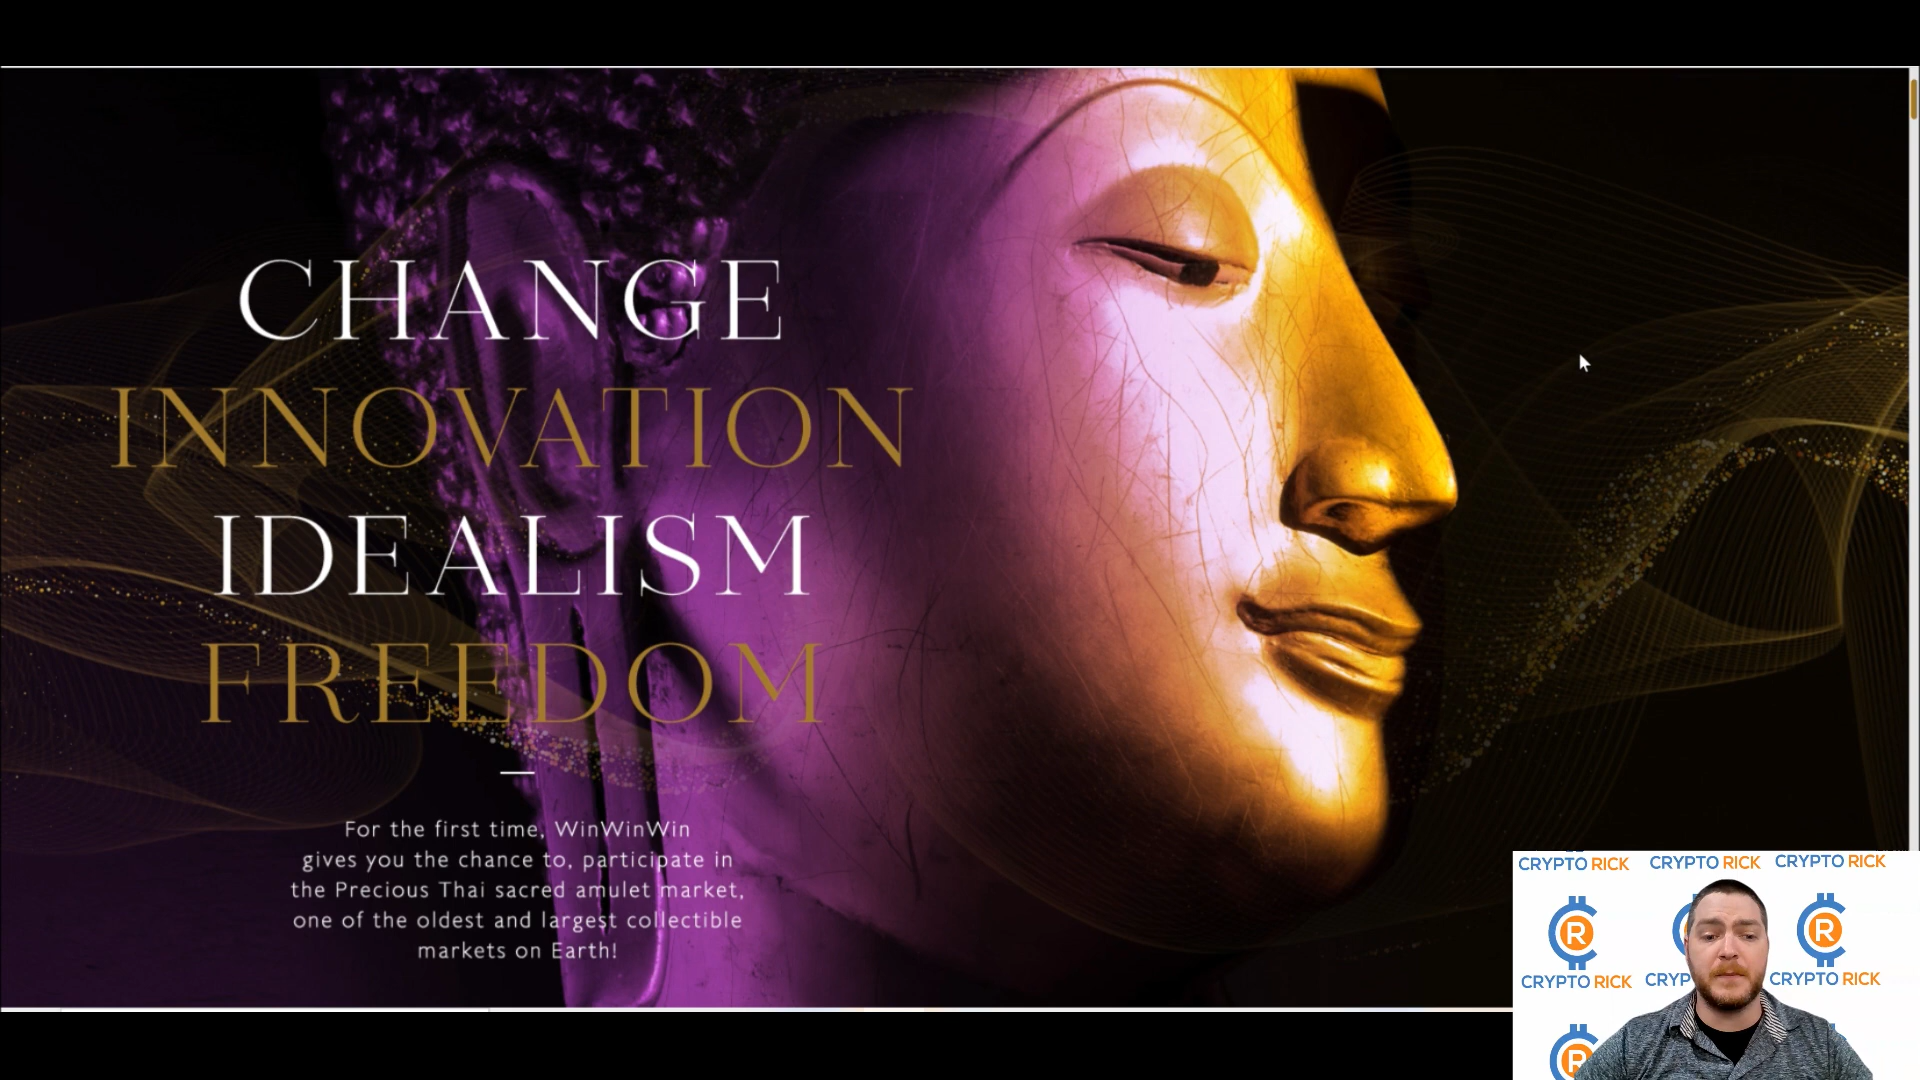 CHANGE
INNOVATION
IDEALISM
FREEDOM
For the first time, WinWinWin
gives you the chance to, participate in
the Precious Thai sacred amulet market,
one of the oldest and largest collectible
markets on Earth!
CRYPTO RICK CRYPTO RICK CRYPTO RICK
R R
CRYPTO RICK CRYP CRYPTO RICK
R